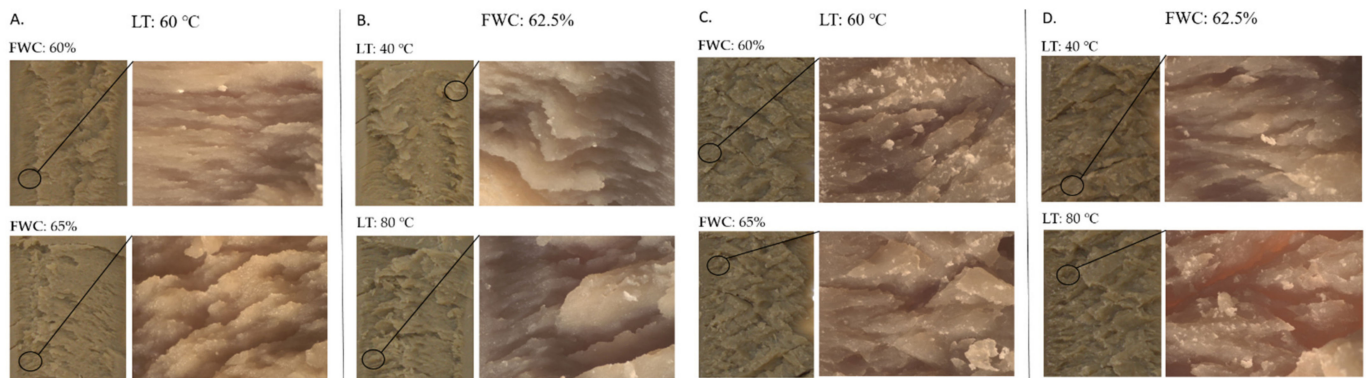 A.
LT: 60 ℃
FWC: 60%
FWC: 65%
B.
FWC: 62.5%
LT: 40 ℃
LT: 80 ℃
C.
LT: 60 ℃
FWC: 60%
FWC: 65%
D.
FWC: 62.5%
LT: 40 ℃
LT: 80 ℃